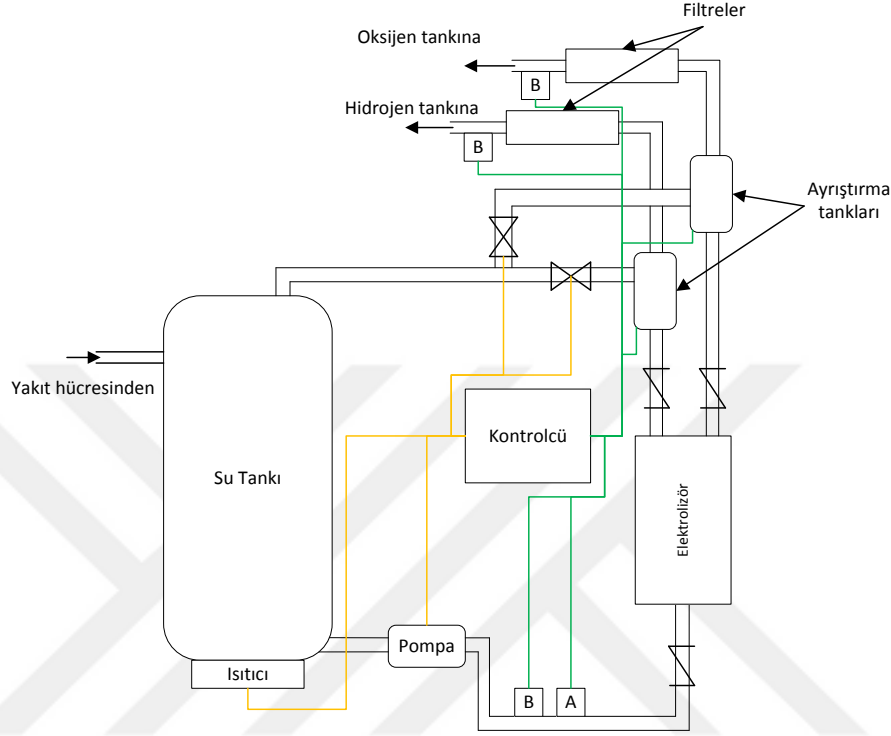 Filtreler
Oksijen tankına
B
Hidrojen tankına
B
Ayrıştırma
tankları
Yakıt hücresinden
Kontrolcü
Su Tankı
Elektrolizör
Pompa
Isıtıcı
B
A